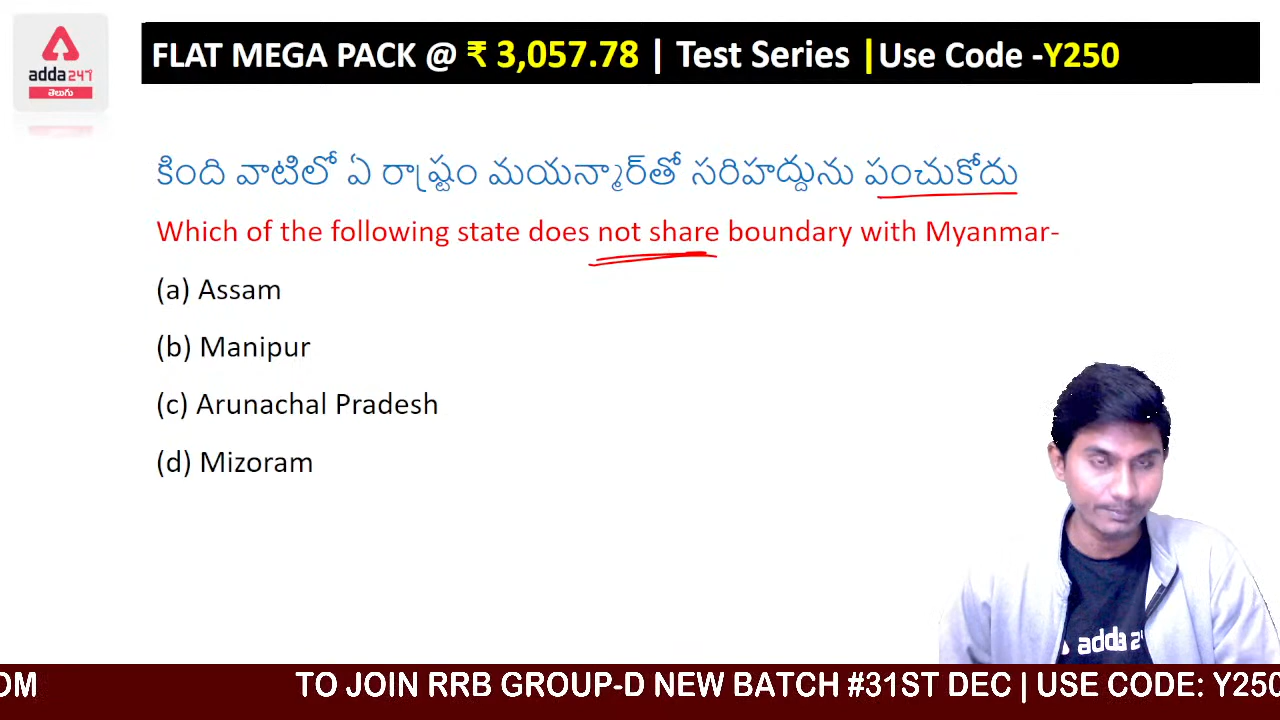 FLAT MEGA PACK @ ₹ 3,057.78 | Test Series |Use Code -Y250
adda247
తెలుగు
కింది వాటిలో ఏ రాష్ట్రం మయన్మార్‌తో సరిహద్దును పంచుకోదు
Which of the following state does not share boundary with Myanmar-
(a) Assam
(b) Manipur
(c) Arunachal Pradesh
(d) Mizoram
adda 2
OM TO JOIN RRB GROUP-D NEW BATCH #31ST DEC | USE CODE: Y250